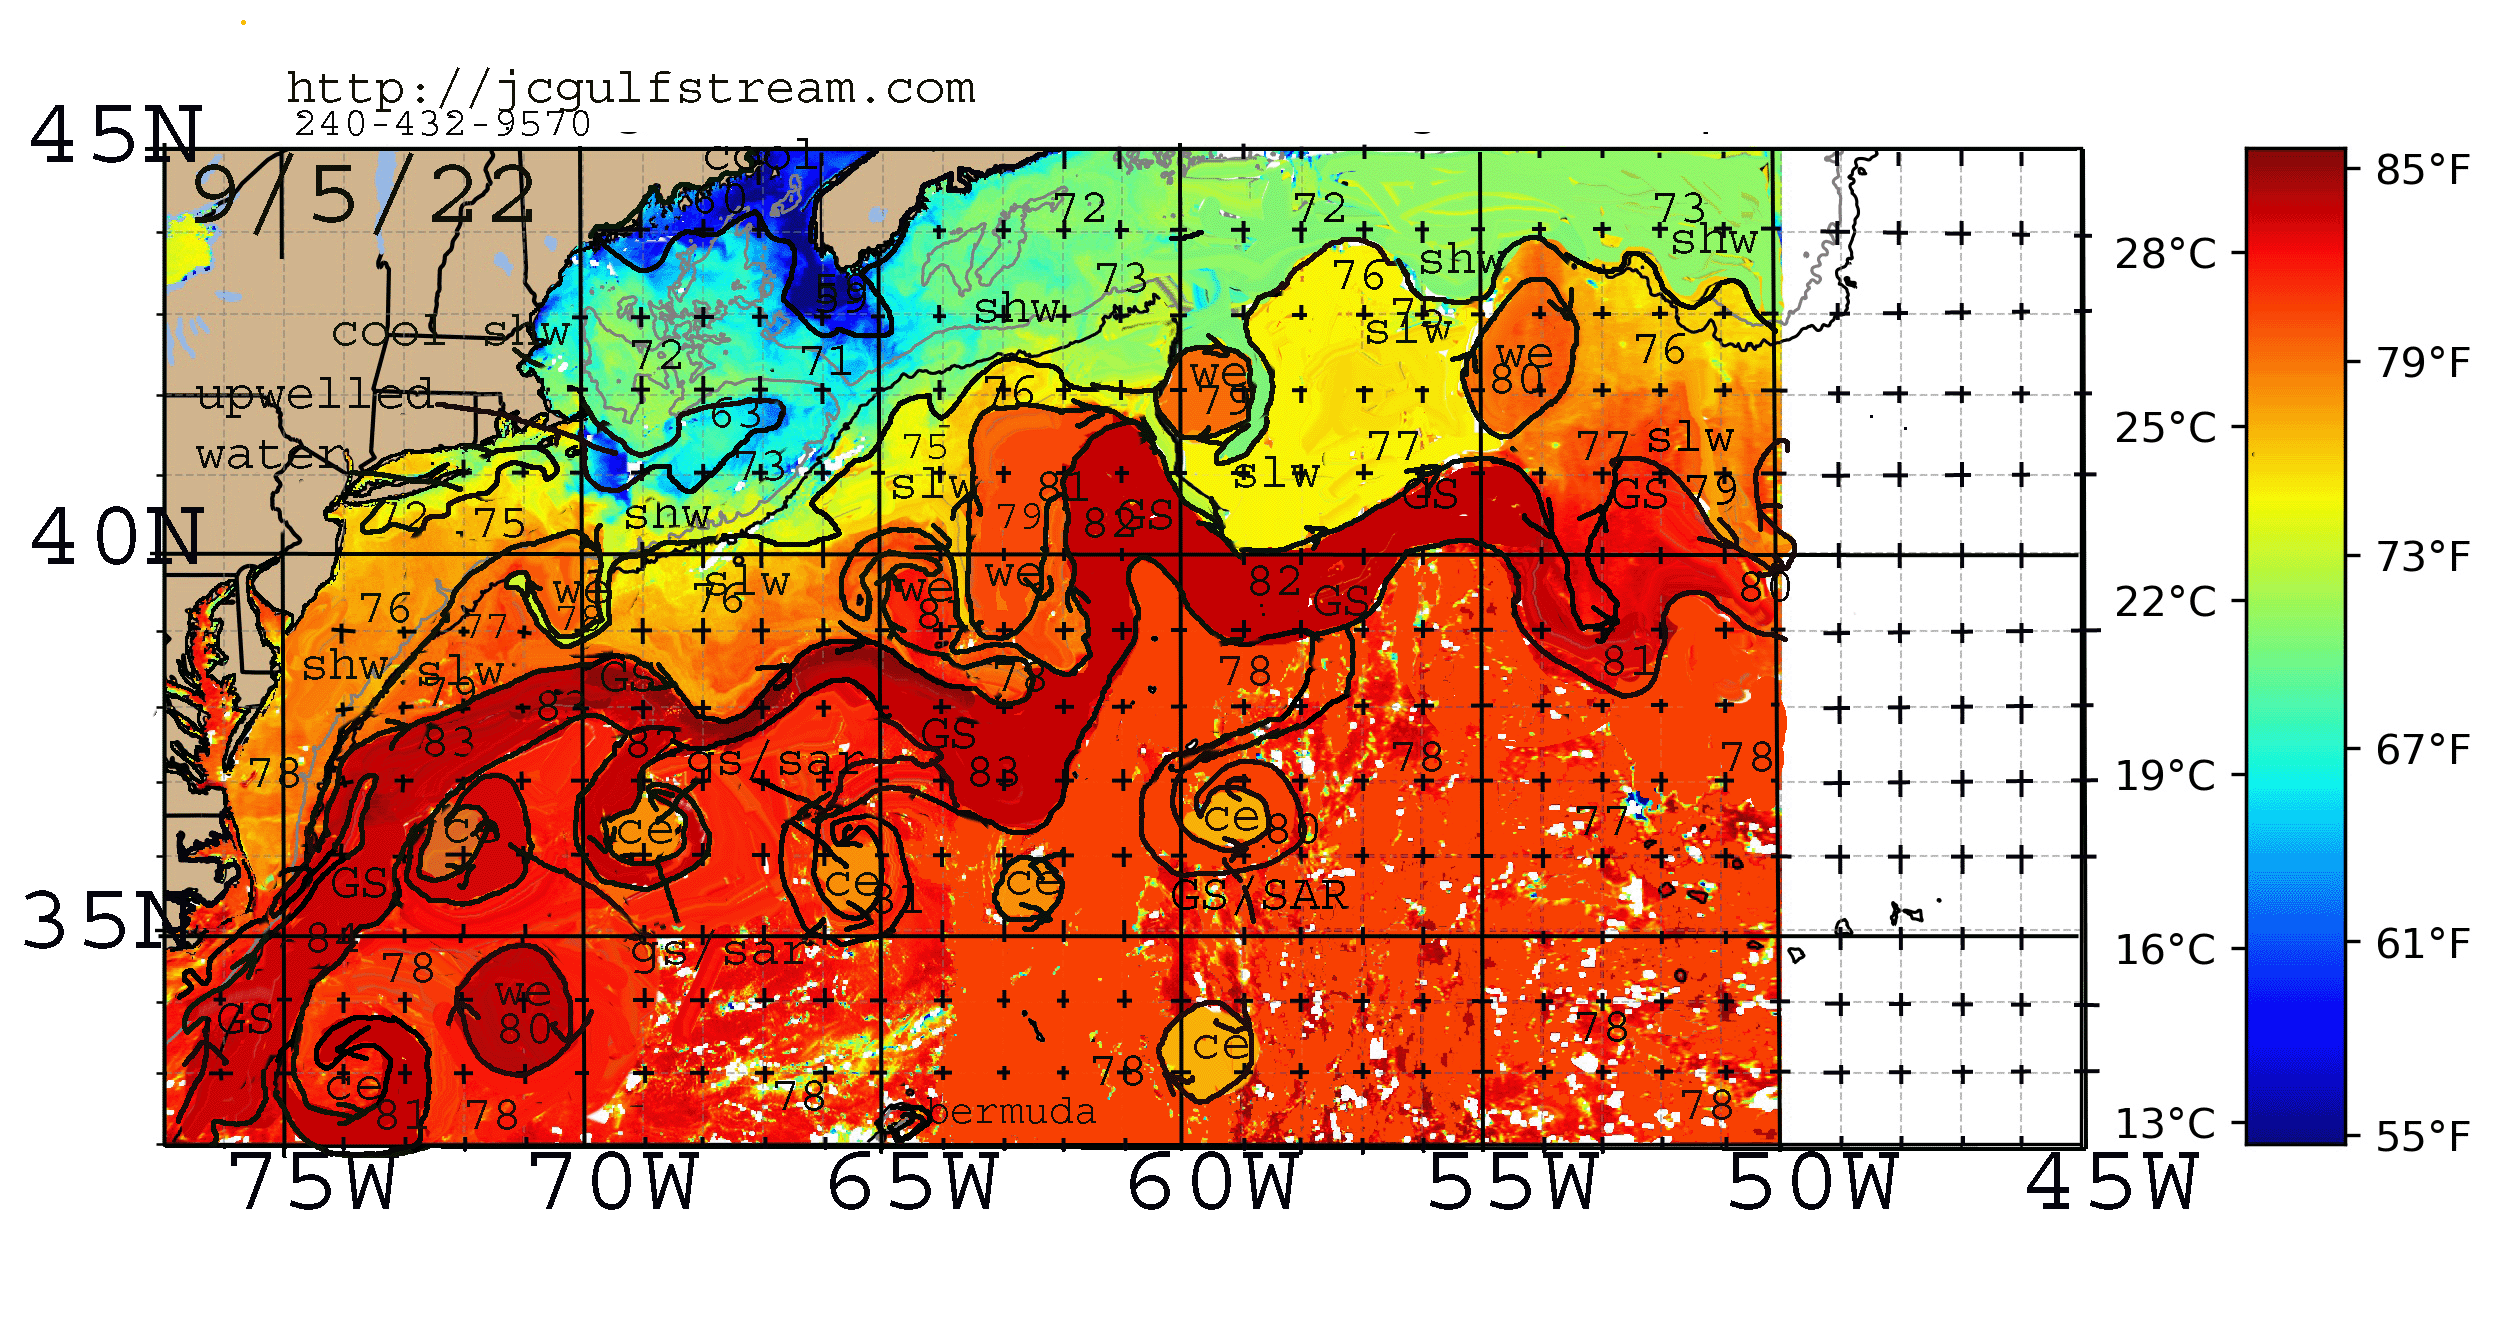 http://jcgulfstream.com
240-432-9570
45N
9/5/22
cool
60
72
72
73
shw
85°F
28°C
59
73
76
shw
shw
75
slw
cool shw
72
71
we
79
we
80
76
79°F
upwelled
water
63
76
75
slw
73
slw
77
77
slw
25°C
72
75
shw
79
81
82
GS
GS
GS
79
73°F
40N
76
we
78
slw
76
we
we
82
GS
80
22°C
77
shw
slw
79
GS
78
78
81
83
82
GS
67°F
78
gs/sar
83
78
78
19°C
ce
ce
ce
80
77
GS
ce
81
ce
GS/SAR
35N
84
gs/sar
61°F
16°C
78
we
80
GS
ce
78
78
ce
81
78
78
bermuda
78
13°C
55°F
75W
70W
65W
60W
55W
50W
45W